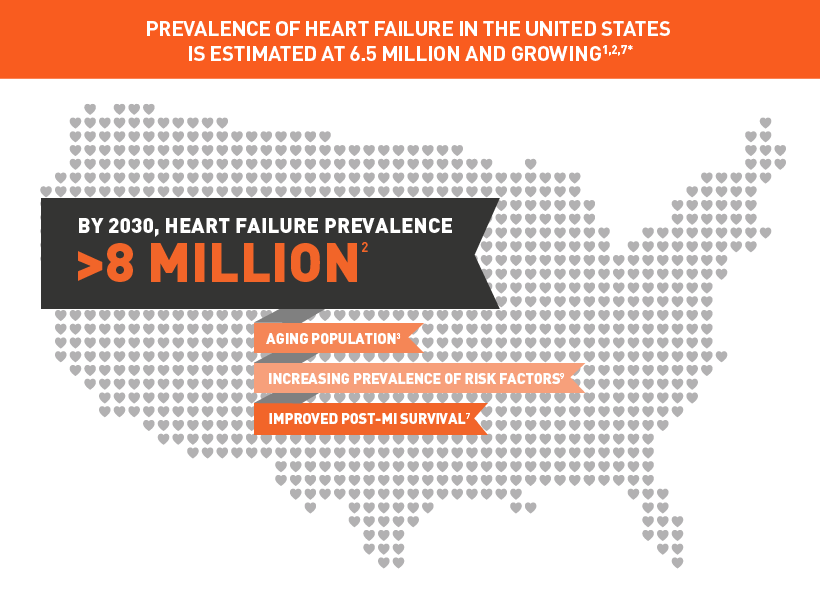 PREVALENCE OF HEART FAILURE IN THE UNITED STATES
IS ESTIMATED AT 6.5 MILLION AND GROWING1,2,7*
BY 2030, HEART FAILURE PREVALENCE
>8 MILLION2
AGING POPULATION3
INCREASING PREVALENCE OF RISK FACTORS9
IMPROVED POST-MI SURVIVAL7